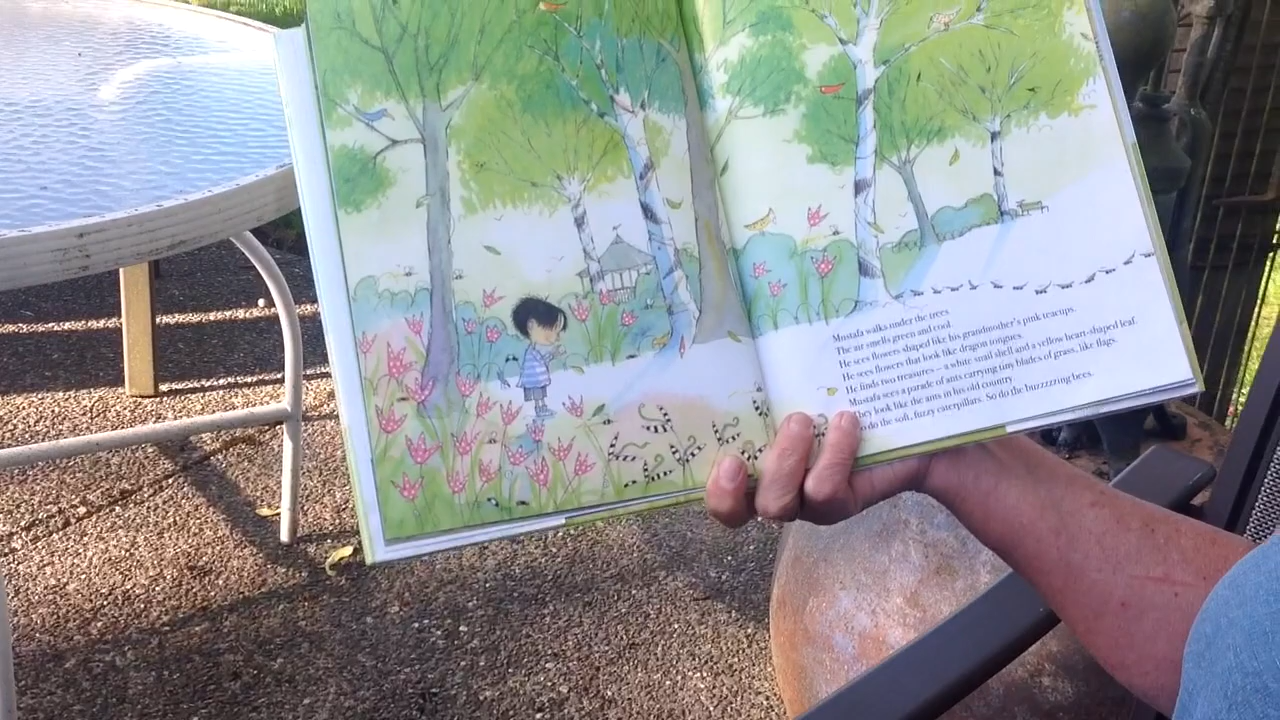 Mustafa walks under the trees
The air smells green and cool.
He sees flowers shaped like his grandmother's pink teacups.
He sees flowers that look like dragon tongues.
He finds two treasures – a white snail shell and a yellow heart-shaped leaf.
Mustafa sees a parade of ants carrying tiny blades of grass, like flags.
They look like the ants in his old country.
So do the soft, fuzzy caterpillars. So do the buzzzzzing bees.